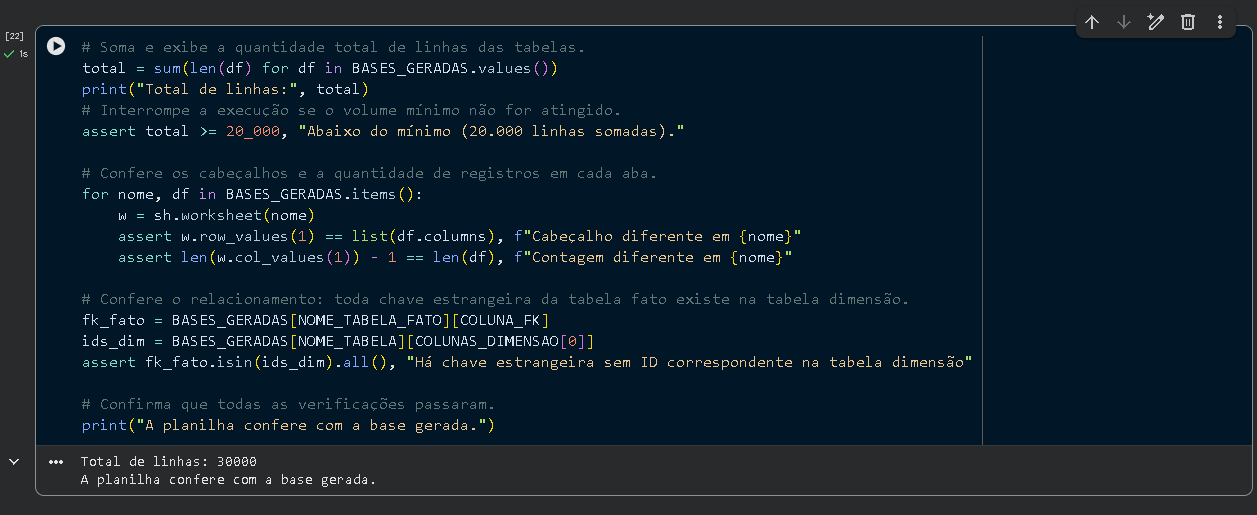 [22]
1s
# Soma e exibe a quantidade total de linhas das tabelas.
total = sum(len(df) for df in BASES_GERADAS.values())
print("Total de linhas:", total)
# Interrompe a execução se o volume mínimo não for atingido.
assert total >= 20_000, "Abaixo do mínimo (20.000 linhas somadas)."
# Confere os cabeçalhos e a quantidade de registros em cada aba.
for nome, df in BASES_GERADAS.items():
    w = sh.worksheet(nome)
    assert w.row_values(1) == list(df.columns), f"Cabeçalho diferente em {nome}"
    assert len(w.col_values(1)) - 1 == len(df), f"Contagem diferente em {nome}"
# Confere o relacionamento: toda chave estrangeira da tabela fato existe na tabela dimensão.
fk_fato = BASES_GERADAS[NOME_TABELA_FATO][COLUNA_FK]
ids_dim = BASES_GERADAS[NOME_TABELA][COLUNAS_DIMENSAO[0]]
assert fk_fato.isin(ids_dim).all(), "Há chave estrangeira sem ID correspondente na tabela dimensão"
# Confirma que todas as verificações passaram.
print("A planilha confere com a base gerada.")
Total de linhas: 30000
A planilha confere com a base gerada.